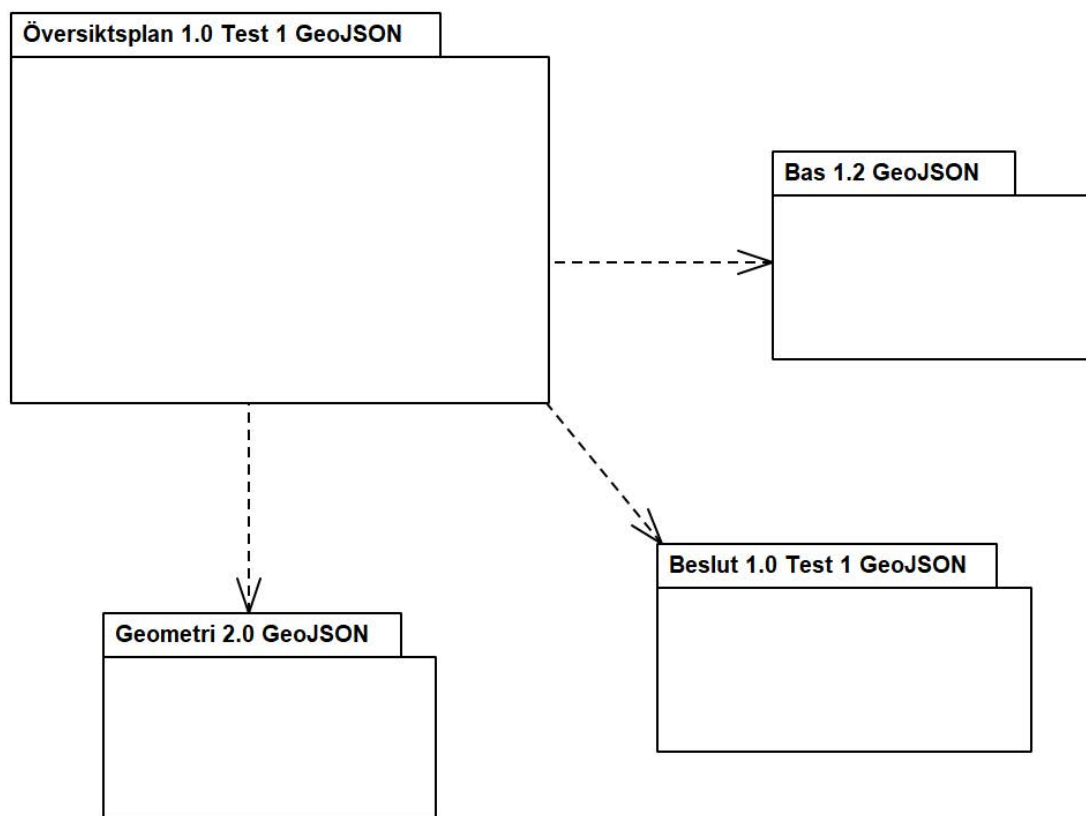 Översiktsplan 1.0 Test 1 GeoJSON
Bas 1.2 GeoJSON
Beslut 1.0 Test 1 GeoJSON
Geometri 2.0 GeoJSON